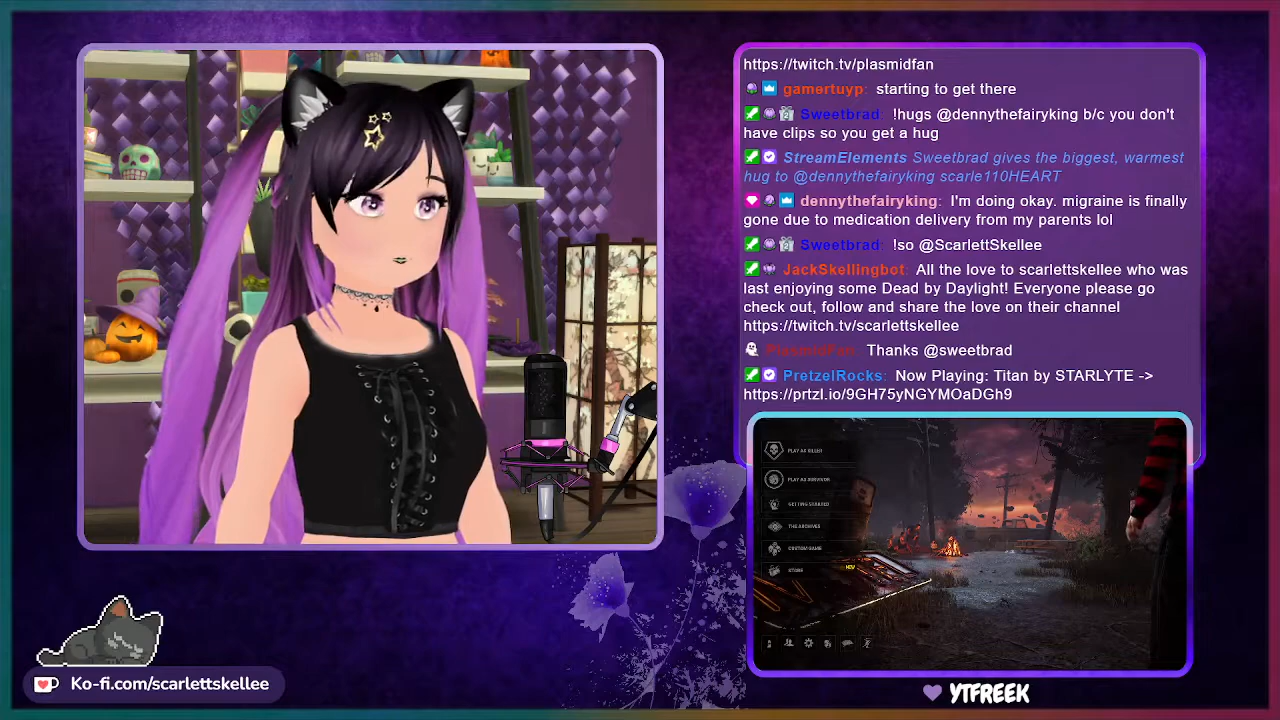 https://twitch.tv/plasmidfan
gamertuyp: starting to get there
Sweetbrad: !hugs @dennythefairyking b/c you don't
have clips so you get a hug
StreamElements Sweetbrad gives the biggest, warmest
hug to @dennythefairyking scarle110HEART
dennythefairyking: I'm doing okay. migraine is finally
gone due to medication delivery from my parents lol
Sweetbrad: !so @ScarlettSkellee
JackSkellingbot: All the love to scarlettskellee who was
last enjoying some Dead by Daylight! Everyone please go
check out, follow and share the love on their channel
https://twitch.tv/scarlettskellee
PlasmidFan: Thanks @sweetbrad
PretzelRocks: Now Playing: Titan by STARLYTE ->
https://prtzl.io/9GH75yNGYMOaDGh9
PLAY AS KILLER
PLAY AS SURVIVOR
GETTING STARTED
THE ARCHIVES
CUSTOM GAME
STORE
NEW
Ko-fi.com/scarlettskellee
YTFREEK